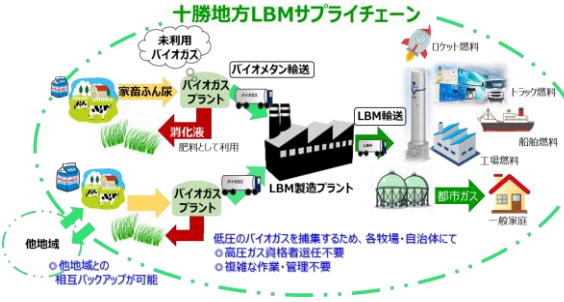 十勝地方LBMサプライチェーン
未利用
バイオガス
家畜ふん尿
バイオガス
プラント
バイオメタン輸送
消化液
肥料として利用
バイオガス
プラント
LBM製造プラント
LBM輸送
LBM
ロケット燃料
トラック燃料
船舶燃料
工場燃料
都市ガス
一般家庭
他地域
◎他地域との
相互バックアップが可能
低圧のバイオガスを捕集するため、各牧場・自治体にて
◎高圧ガス資格者選任不要
◎複雑な作業・管理不要